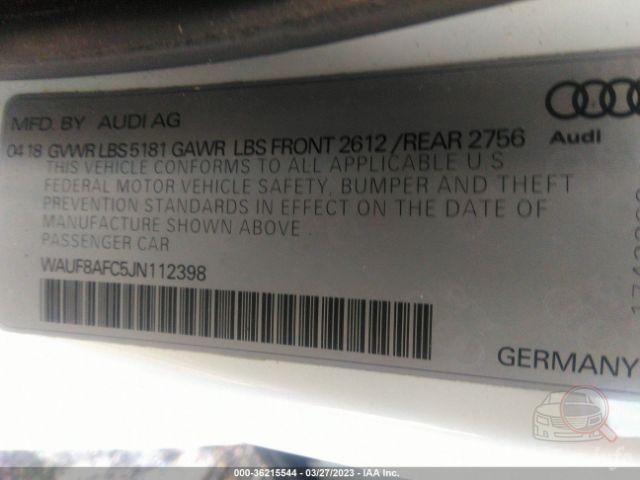 MFD. BY AUDI AG
04 18 GVWR LBS 5181 GAWR LBS FRONT 2612 /REAR 2756
THIS VEHICLE CONFORMS TO ALL APPLICABLE U S
FEDERAL MOTOR VEHICLE SAFETY, BUMPER AND THEFT
PREVENTION STANDARDS IN EFFECT ON THE DATE OF
MANUFACTURE SHOWN ABOVE.
PASSENGER CAR
WAUF8AFC5JN112398
Audi
GERMANY
000-36215544 | 03/27/2023 - IAA Inc.